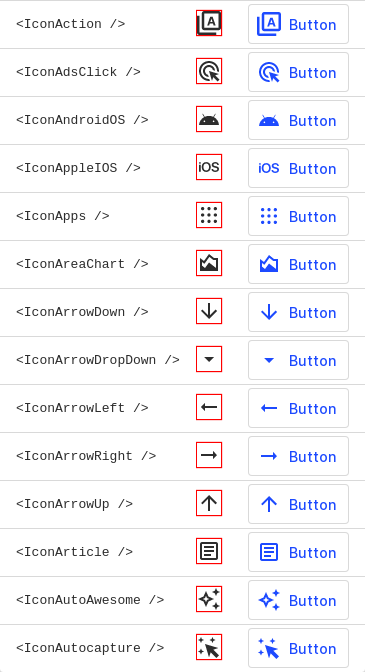 <IconAction /> A A Button
<IconAdsClick /> Button
<IconAndroidOS /> Button
<IconAppleIOS /> iOS iOS Button
<IconApps /> Button
<IconAreaChart /> Button
<IconArrowDown /> Button
<IconArrowDropDown /> Button
<IconArrowLeft /> Button
<IconArrowRight /> Button
<IconArrowUp /> Button
<IconArticle /> Button
<IconAutoAwesome /> Button
<IconAutocapture /> Button